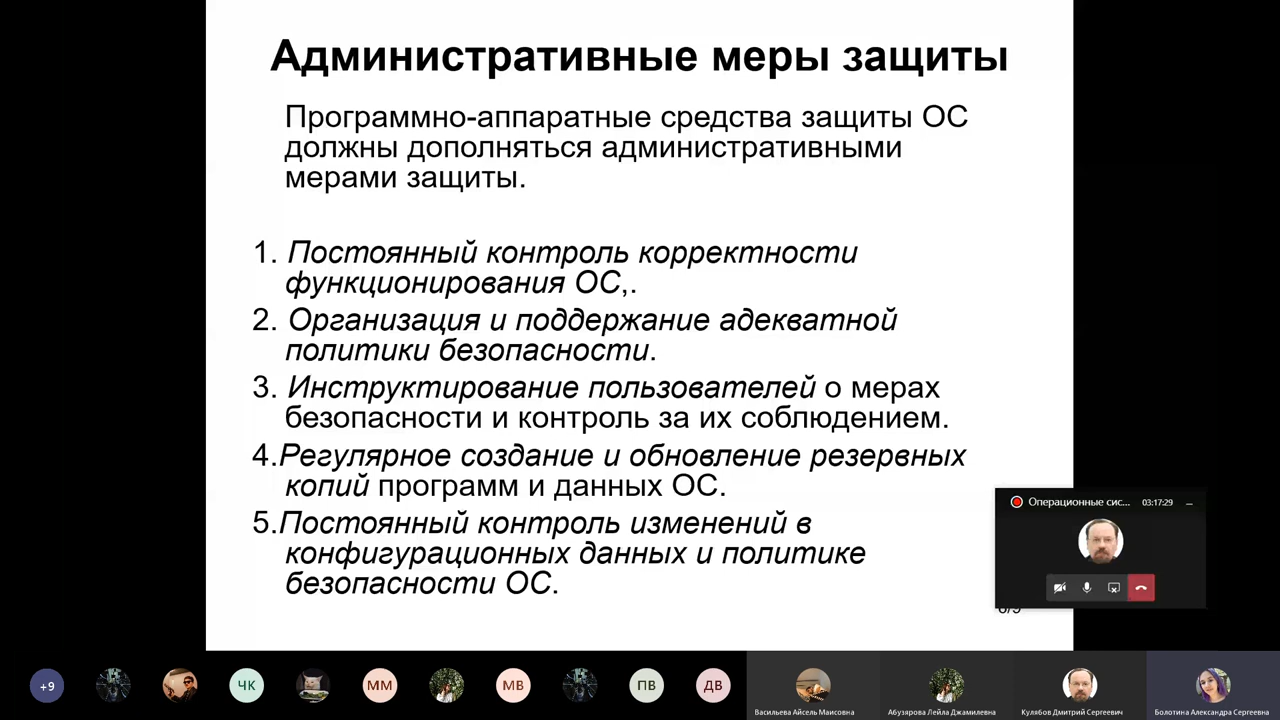 Административные меры защиты
Программно-аппаратные средства защиты ОС
должны дополняться административными
мерами защиты.
1. Постоянный контроль корректности
функционирования ОС,.
2. Организация и поддержание адекватной
политики безопасности.
3. Инструктирование пользователей о мерах
безопасности и контроль за их соблюдением.
4.Регулярное создание и обновление резервных
копий программ и данных ОС.
5.Постоянный контроль изменений в
конфигурационных данных и политике
безопасности ОС.
Операционные сис... 03:17:29
6/9
+9 ЧК ММ МВ ПВ ДВ
Васильева Айсель Маисовна Абузярова Лейла Джамилевна Кулябов Дмитрий Сергеевич Болотина Александра Сергеевна